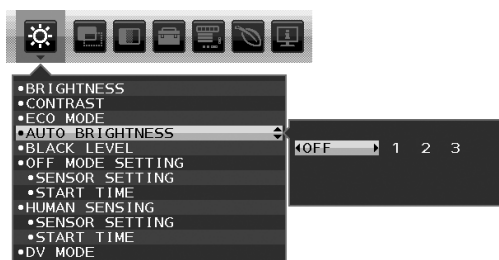 •BRIGHTNESS
•CONTRAST
•ECO MODE
•AUTO BRIGHTNESS
OFF 1 2 3
•BLACK LEVEL
•OFF MODE SETTING
•SENSOR SETTING
•START TIME
•HUMAN SENSING
•SENSOR SETTING
•START TIME
•DV MODE